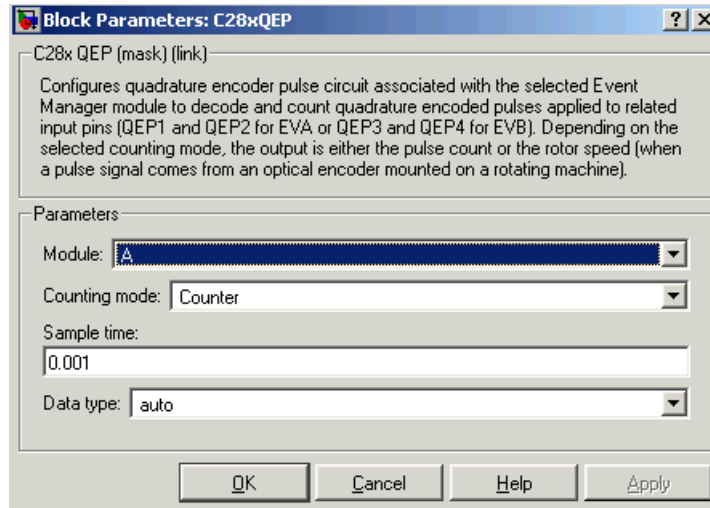 Block Parameters: C28xQEP
C28x QEP (mask) (link)
Configures quadrature encoder pulse circuit associated with the selected Event
Manager module to decode and count quadrature encoded pulses applied to related
input pins (QEP1 and QEP2 for EVA or QEP3 and QEP4 for EVB). Depending on the
selected counting mode, the output is either the pulse count or the rotor speed (when
a pulse signal comes from an optical encoder mounted on a rotating machine).
Parameters
Module: A
Counting mode: Counter
Sample time:
0.001
Data type: auto
OK Cancel Help Apply